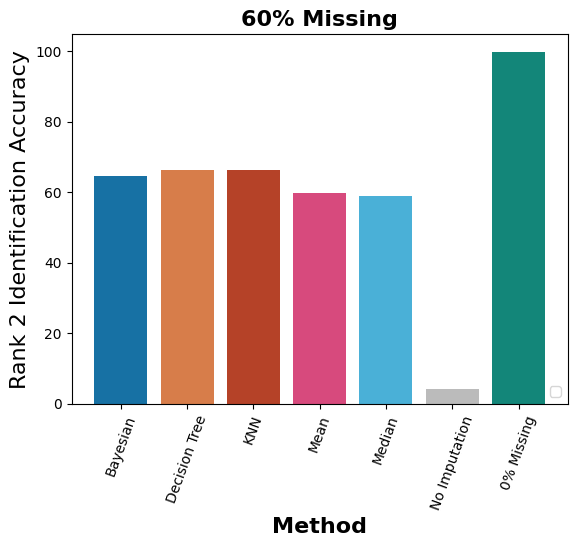 60% Missing
Rank 2 Identification Accuracy
100
80
60
40
20
0
Bayesian
Decision Tree
KNN
Mean
Median
No Imputation
0% Missing
Method